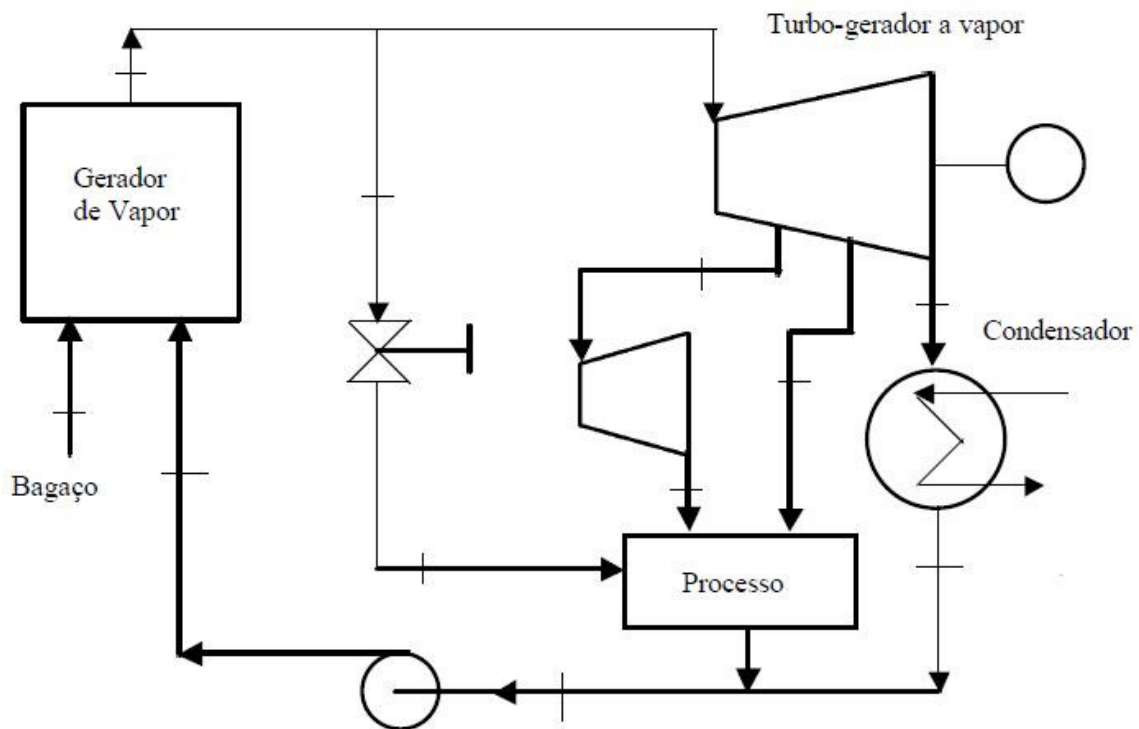 Turbo-gerador a vapor
Gerador
de Vapor
Condensador
Bagaço
Processo